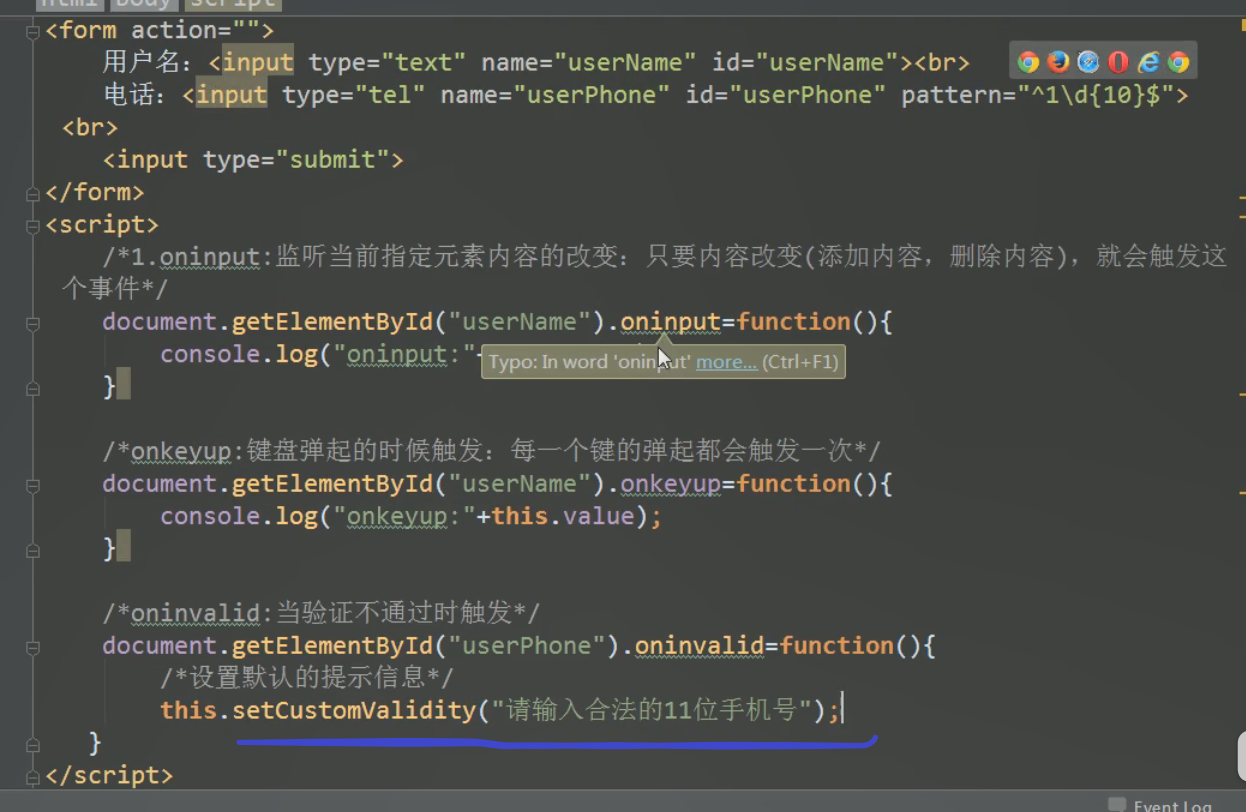 html body script
<form action="">
用户名：<input type="text" name="userName" id="userName"><br>
电话：<input type="tel" name="userPhone" id="userPhone" pattern="^1\d{10}$">
<br>
<input type="submit">
</form>
<script>
/*1.oninput:监听当前指定元素内容的改变：只要内容改变(添加内容，删除内容)，就会触发这
个事件*/
document.getElementById("userName").oninput=function(){
console.log("oninput:"+
Typo: In word 'oninput' more... (Ctrl+F1)
}
/*onkeyup:键盘弹起的时候触发：每一个键的弹起都会触发一次*/
document.getElementById("userName").onkeyup=function(){
console.log("onkeyup:"+this.value);
}
/*oninvalid:当验证不通过时触发*/
document.getElementById("userPhone").oninvalid=function(){
/*设置默认的提示信息*/
this.setCustomValidity("请输入合法的11位手机号");
}
</script>
Event Log